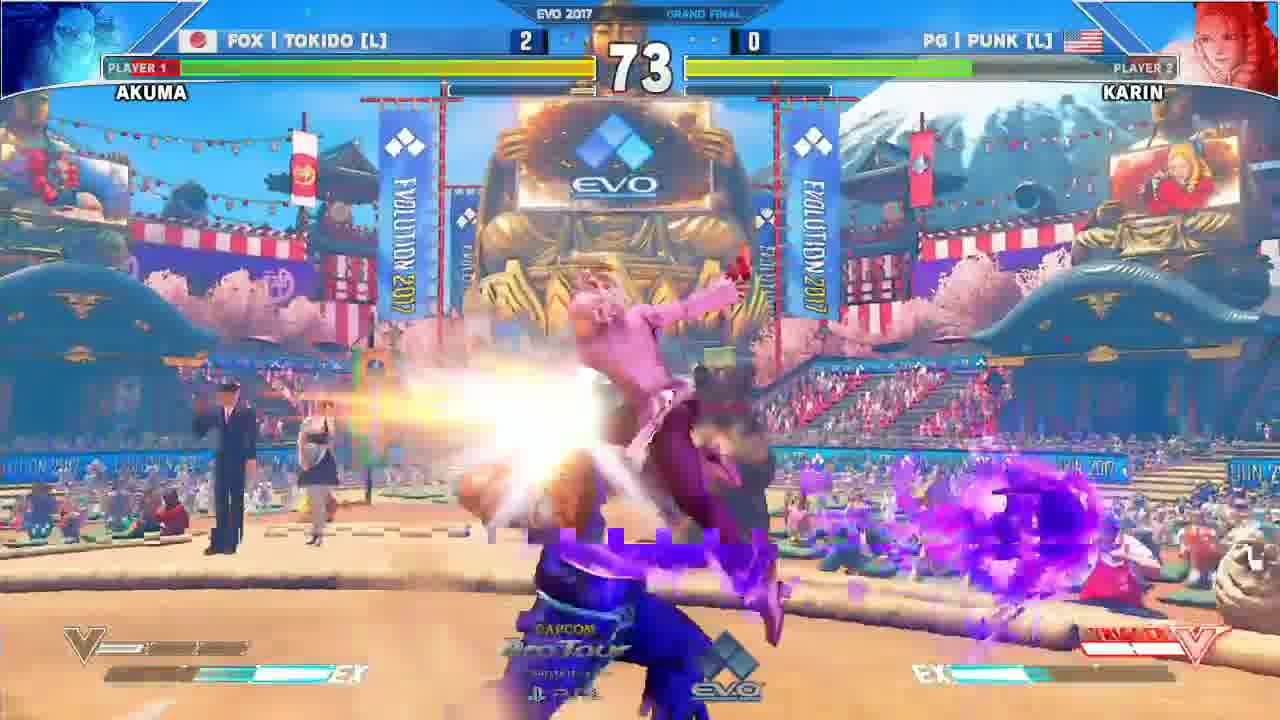 EVO 2017 GRAND FINAL
FOX | TOKIDO [L] 2 73 0 PG | PUNK [L]
PLAYER 1 PLAYER 2
AKUMA KARIN
EVO
EVOLUTION 2017
EVOLUTION 2017
EX EX
CAPCOM
Pro Tour
EVO